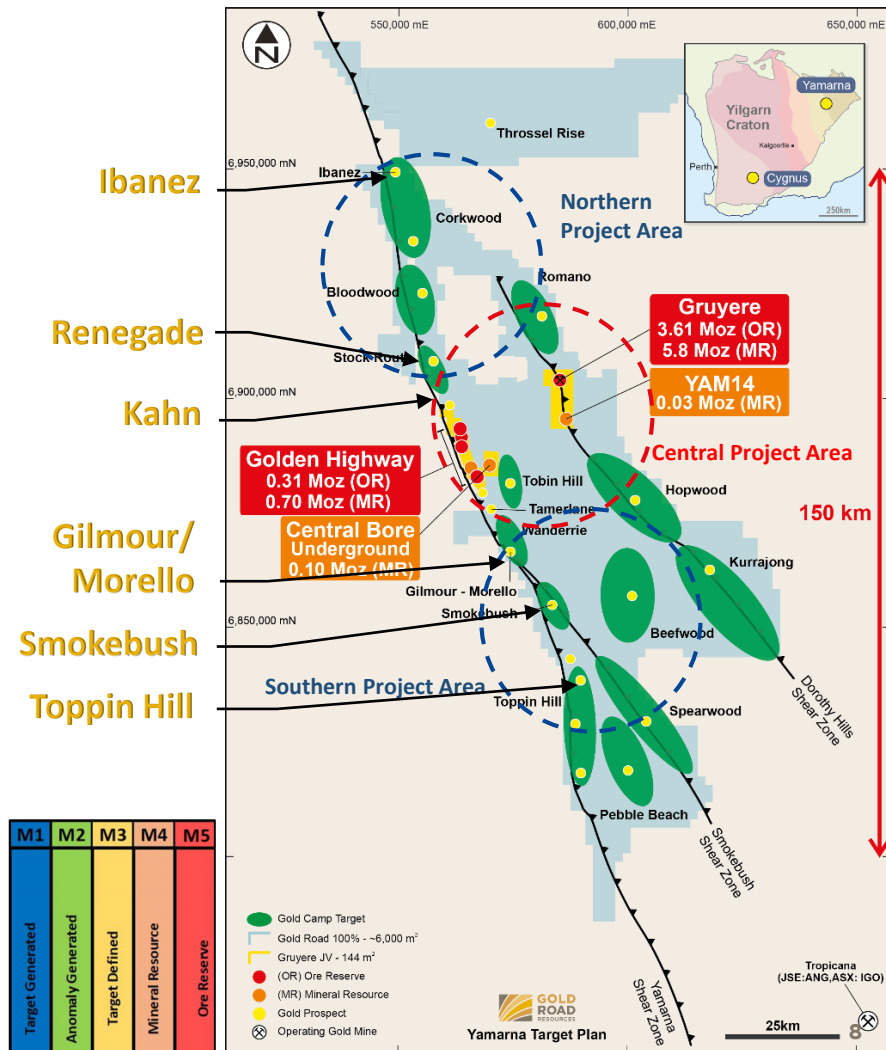 550,000 mE
600,000 mE
650,000 mE
N
Yamarna
Yilgarn
Craton
Kalgoorlie
Perth
Cygnus
250km
Throssel Rise
6,950,000 mN
Ibanez
Ibanez
Corkwood
Northern
Project Area
Bloodwood
Romano
Renegade
Stock Rout
Gruyere
3.61 Moz (OR)
5.8 Moz (MR)
6,900,000 mN
Kahn
YAM14
0.03 Moz (MR)
Golden Highway
0.31 Moz (OR)
0.70 Moz (MR)
Central Project Area
Tobin Hill
Hopwood
Tamerlane
150 km
Gilmour/
Morello
Central Bore
Underground
0.10 Moz (MR)
Wanderrie
Kurrajong
Gilmour - Morello
Smokebush
Smokebush
6,850,000 mN
Beefwood
Toppin Hill
Southern Project Area
Toppin Hill
Spearwood
Dorothy Hills
Shear Zone
Pebble Beach
Smokebush
Shear Zone
M1
M2
M3
M4
M5
Target Generated
Anomaly Generated
Target Defined
Mineral Resource
Ore Reserve
Gold Camp Target
Gold Road 100% - ~6,000 m²
Gruyere JV - 144 m²
(OR) Ore Reserve
(MR) Mineral Resource
Gold Prospect
Operating Gold Mine
GOLD
ROAD
RESOURCES
Yamarna Target Plan
Yamarna
Shear Zone
Tropicana
(JSE:ANG,ASX: IGO)
25km
8